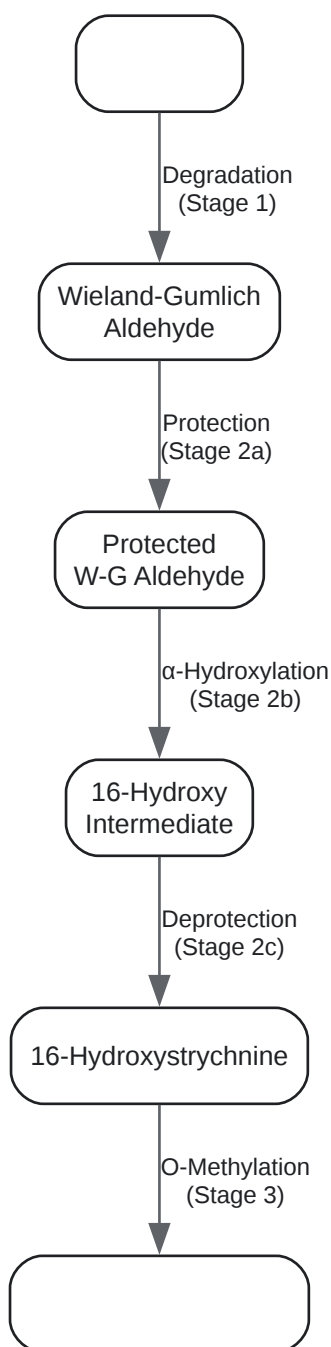 Degradation
(Stage 1)
Wieland-Gumlich
Aldehyde
Protection
(Stage 2a)
Protected
W-G Aldehyde
α-Hydroxylation
(Stage 2b)
16-Hydroxy
Intermediate
Deprotection
(Stage 2c)
16-Hydroxystrychnine
O-Methylation
(Stage 3)